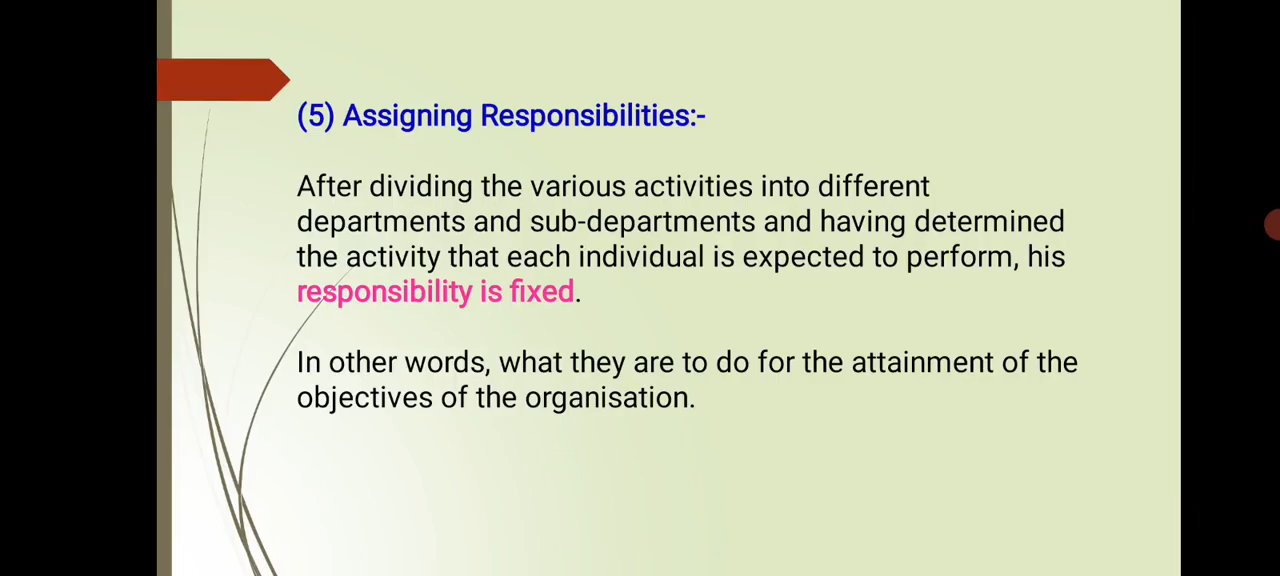 (5) Assigning Responsibilities:-
After dividing the various activities into different
departments and sub-departments and having determined
the activity that each individual is expected to perform, his
responsibility is fixed.
In other words, what they are to do for the attainment of the
objectives of the organisation.